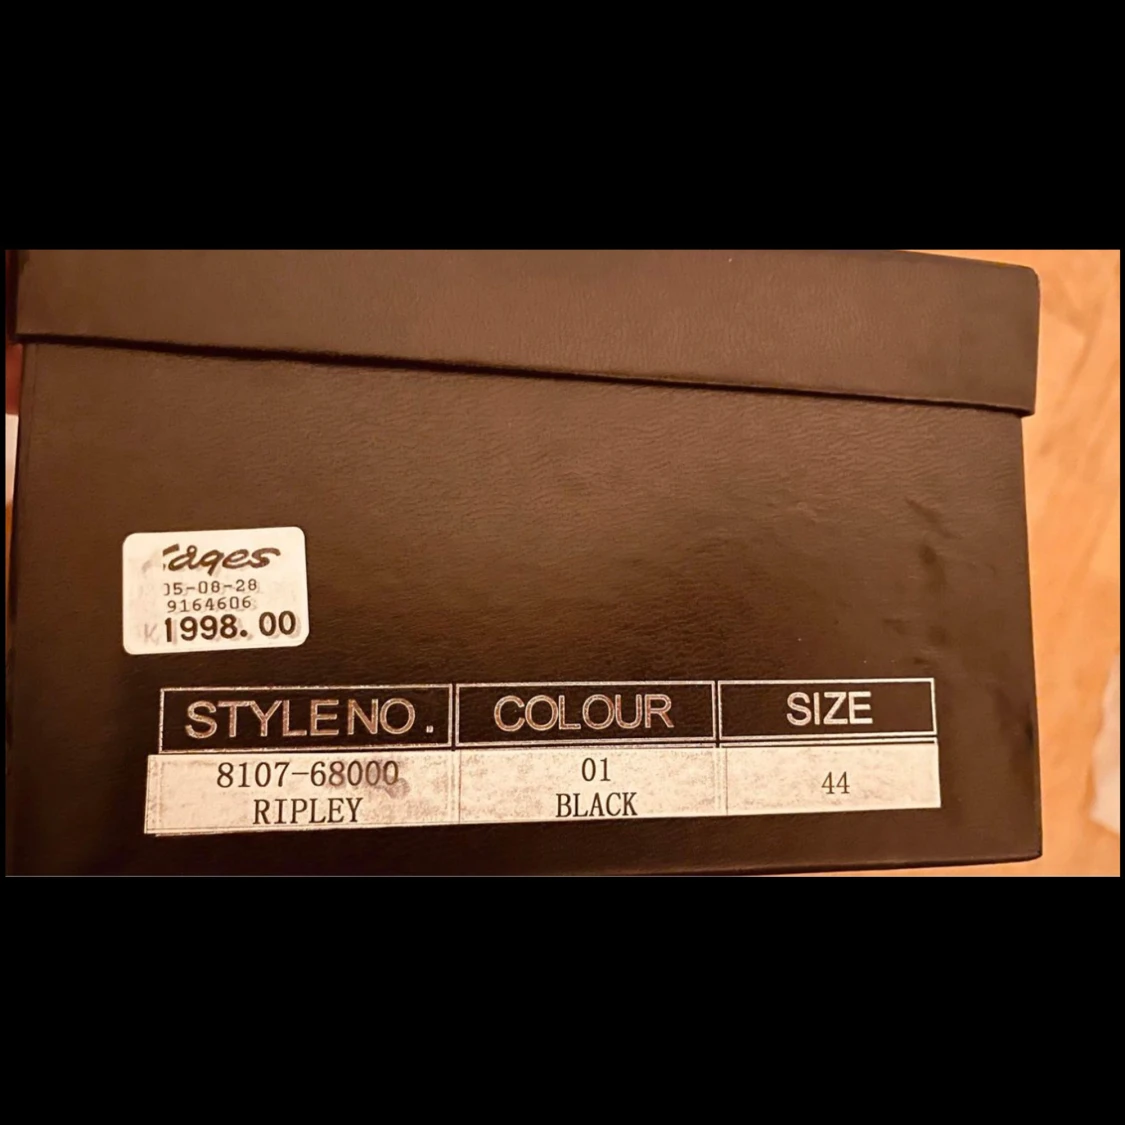 05-08-28
9164606
1998.00
STYLE NO.
COLOUR
SIZE
8107-68000
RIPLEY
01
BLACK
44